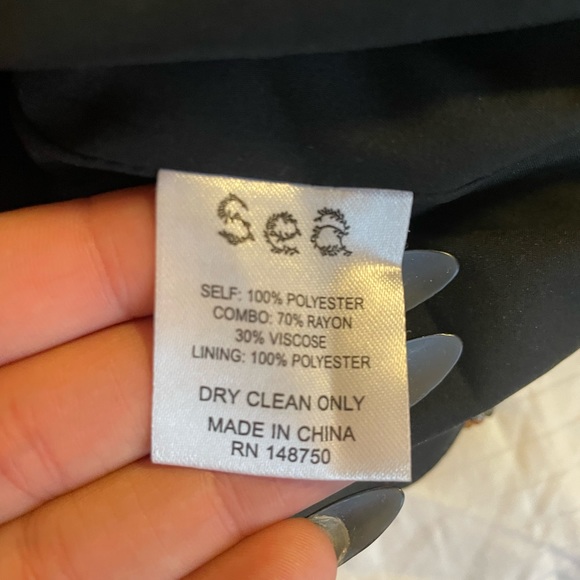 Sea
SELF: 100% POLYESTER
COMBO: 70% RAYON
30% VISCOSE
LINING: 100% POLYESTER
DRY CLEAN ONLY
MADE IN CHINA
RN 148750